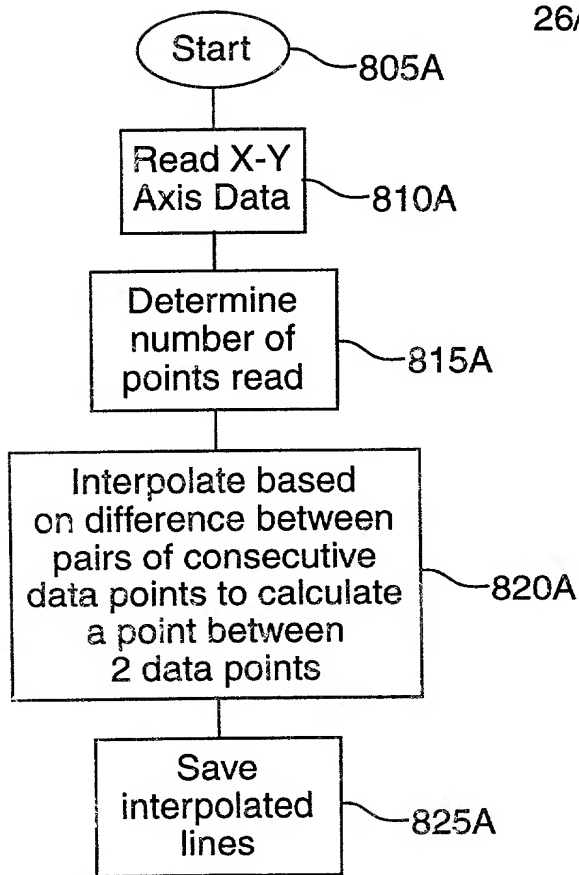 26A
Start
805A
Read X-Y
Axis Data
810A
Determine
number of
points read
815A
Interpolate based
on difference between
pairs of consecutive
data points to calculate
a point between
2 data points
820A
Save
interpolated
lines
825A